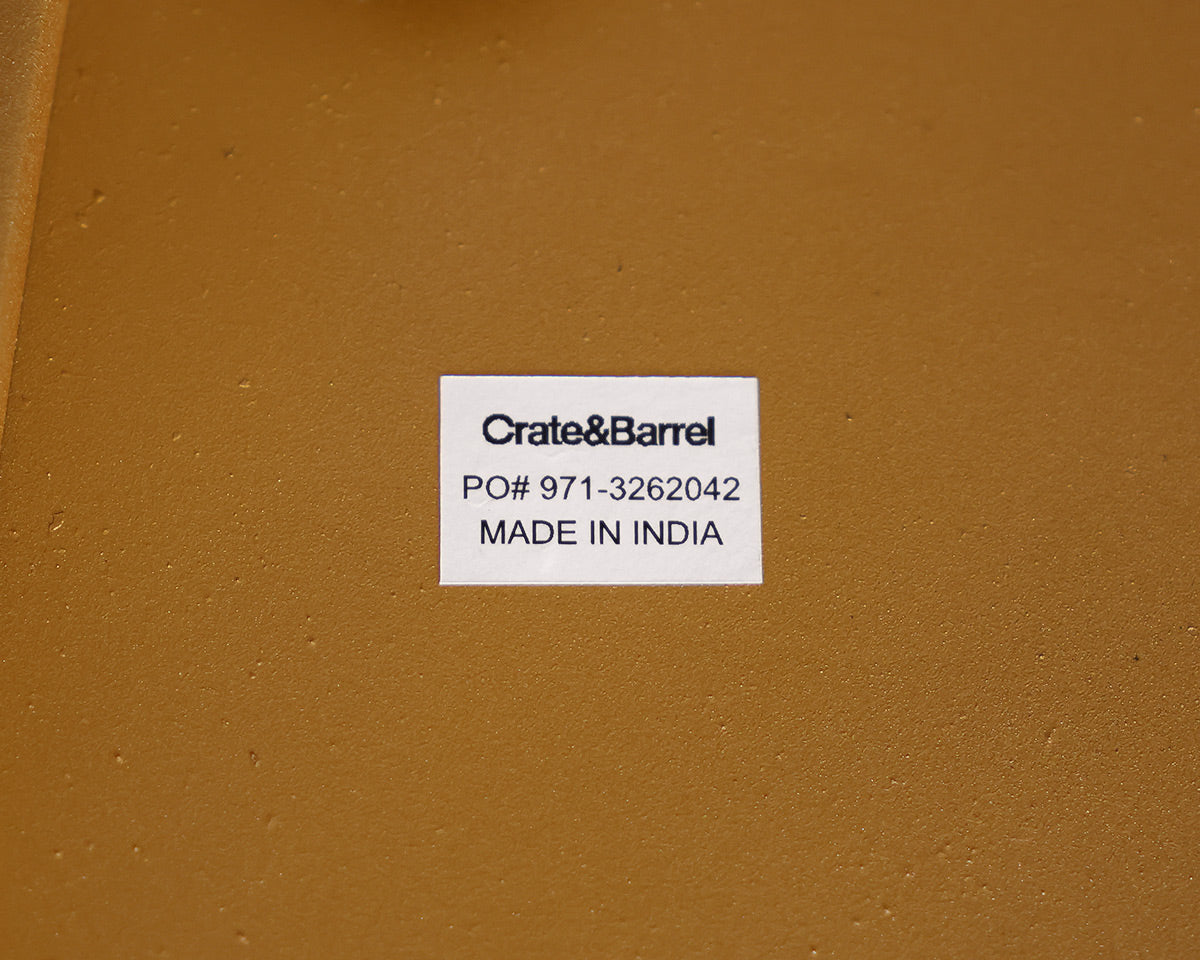 Crate&Barrel
PO# 971-3262042
MADE IN INDIA